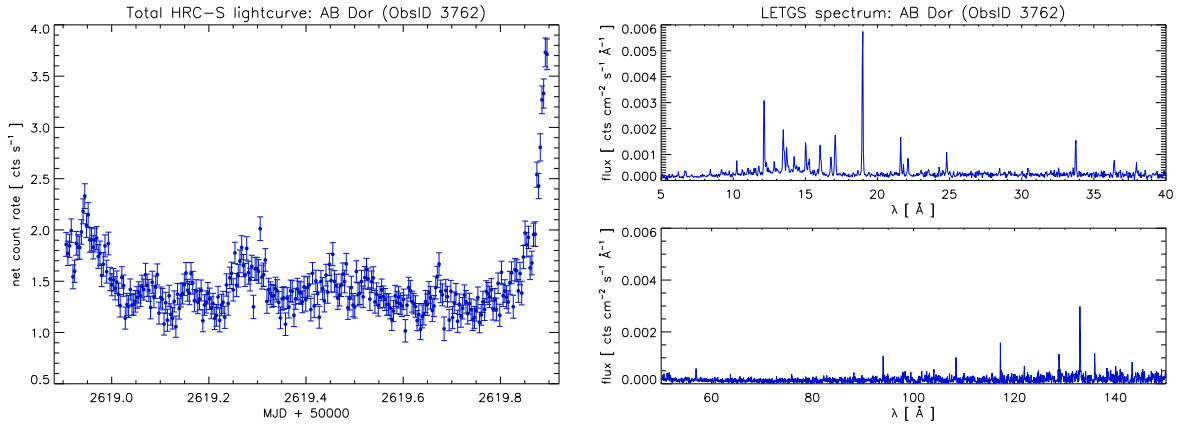 Total HRC-S lightcurve: AB Dor (ObsID 3762)
net count rate [ cts s⁻¹ ]
4.0
3.5
3.0
2.5
2.0
1.5
1.0
0.5
2619.0 2619.2 2619.4 2619.6 2619.8
MJD + 50000
LETGS spectrum: AB Dor (ObsID 3762)
flux [ cts cm⁻² s⁻¹ Å⁻¹ ]
0.006
0.005
0.004
0.003
0.002
0.001
0.000
5 10 15 20 25 30 35 40
λ [ Å ]
flux [ cts cm⁻² s⁻¹ Å⁻¹ ]
0.006
0.004
0.002
0.000
60 80 100 120 140
λ [ Å ]